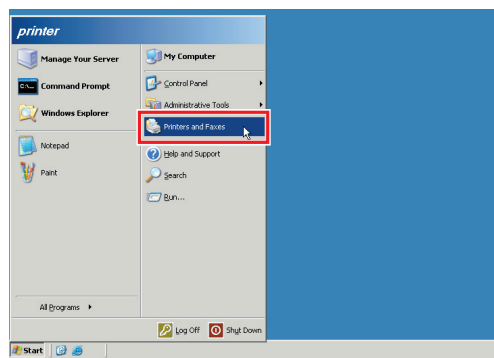 printer
Manage Your Server
Command Prompt
Windows Explorer
Notepad
Paint
All Programs
My Computer
Control Panel
Administrative Tools
Printers and Faxes
Help and Support
Search
Run...
Log Off
Shut Down
Start